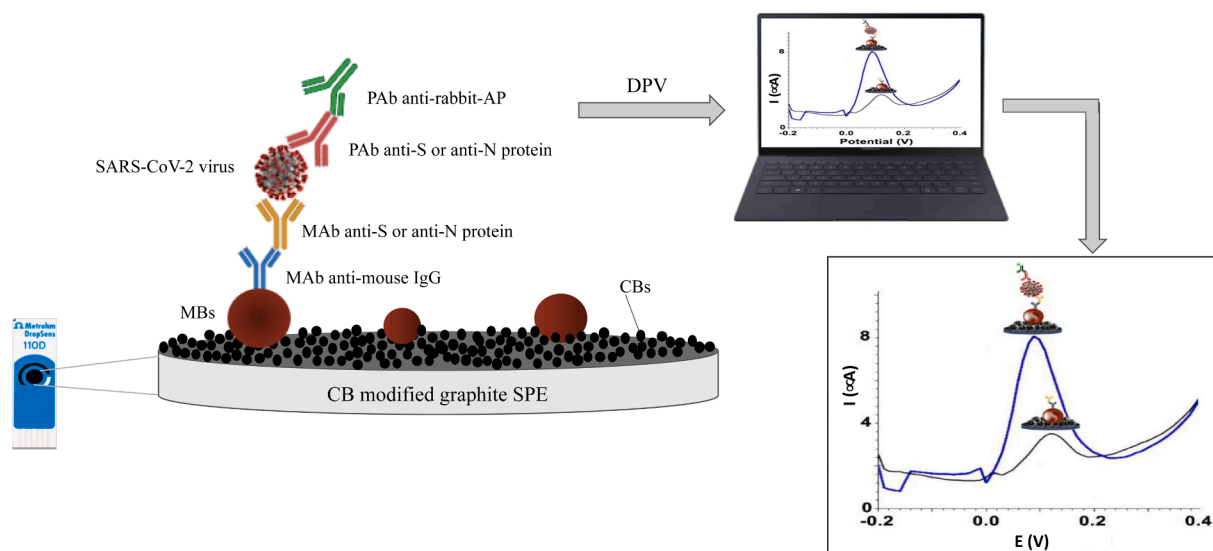 PAb anti-rabbit-AP
PAb anti-S or anti-N protein
SARS-CoV-2 virus
MAb anti-S or anti-N protein
MAb anti-mouse IgG
MBs
CBs
CB modified graphite SPE
Metrohm
DropSens
110D
DPV
I (∝A)
8
4
0
-0.2
0.0
0.2
0.4
Potential (V)
I (∝A)
8
4
0
-0.2
0.0
0.2
0.4
E (V)